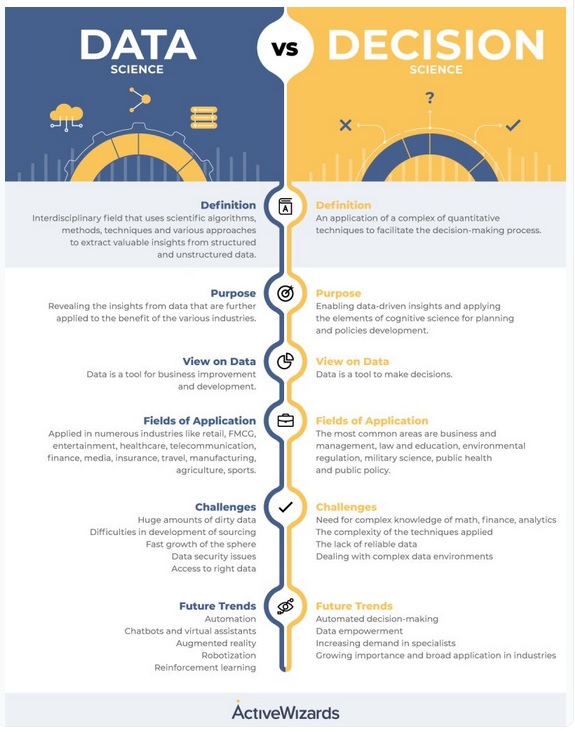 DATA
SCIENCE
VS
DECISION
SCIENCE
?
Definition
Interdisciplinary field that uses scientific algorithms,
methods, techniques and various approaches
to extract valuable insights from structured
and unstructured data.
A
Definition
An application of a complex of quantitative
techniques to facilitate the decision-making process.
Purpose
Revealing the insights from data that are further
applied to the benefit of the various industries.
Purpose
Enabling data-driven insights and applying
the elements of cognitive science for planning
and policies development.
View on Data
Data is a tool for business improvement
and development.
View on Data
Data is a tool to make decisions.
Fields of Application
Applied in numerous industries like retail, FMCG,
entertainment, healthcare, telecommunication,
finance, media, insurance, travel, manufacturing,
agriculture, sports.
Fields of Application
The most common areas are business and
management, law and education, environmental
regulation, military science, public health
and public policy.
Challenges
Huge amounts of dirty data
Difficulties in development of sourcing
Fast growth of the sphere
Data security issues
Access to right data
Challenges
Need for complex knowledge of math, finance, analytics
The complexity of the techniques applied
The lack of reliable data
Dealing with complex data environments
Future Trends
Automation
Chatbots and virtual assistants
Augmented reality
Robotization
Reinforcement learning
Future Trends
Automated decision-making
Data empowerment
Increasing demand in specialists
Growing importance and broad application in industries
ActiveWizards